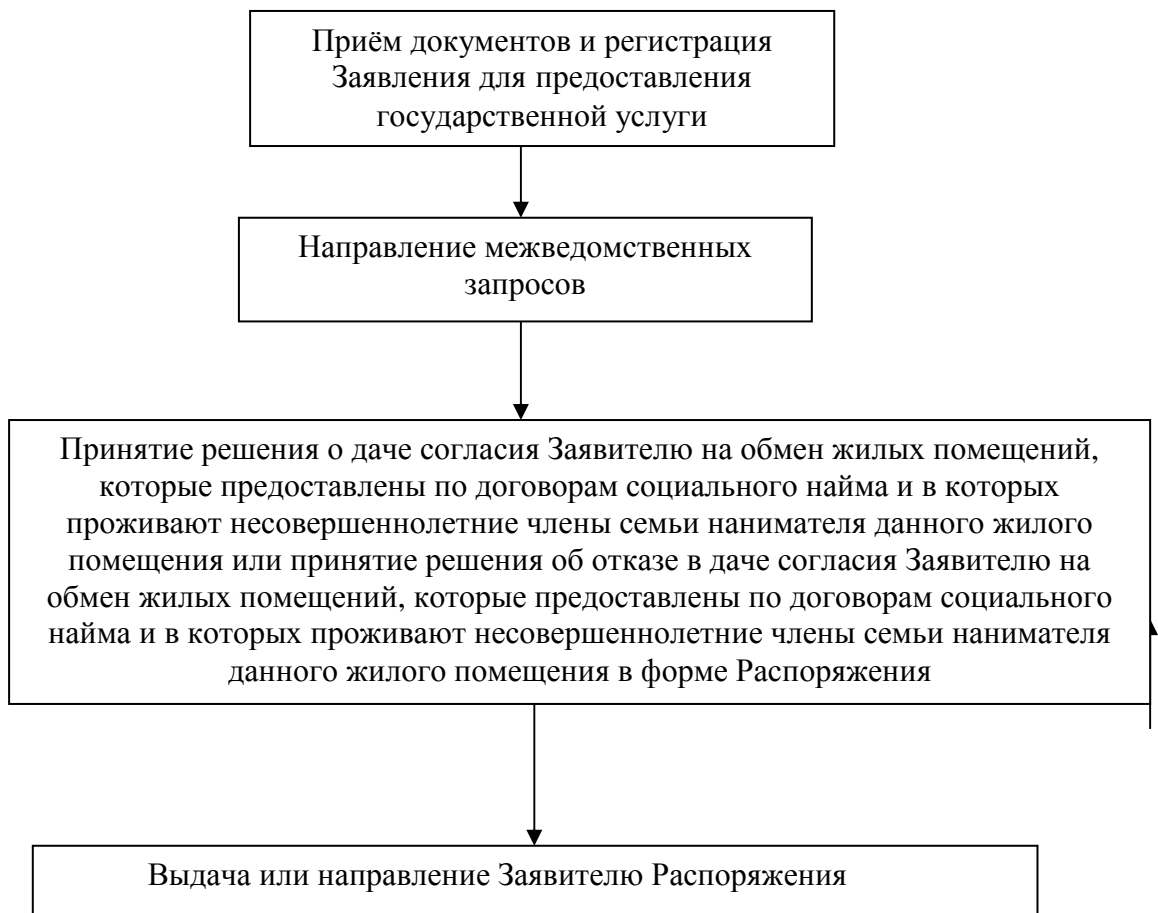 Приём документов и регистрация
Заявления для предоставления
государственной услуги
Направление межведомственных
запросов
Принятие решения о даче согласия Заявителю на обмен жилых помещений,
которые предоставлены по договорам социального найма и в которых
проживают несовершеннолетние члены семьи нанимателя данного жилого
помещения или принятие решения об отказе в даче согласия Заявителю на
обмен жилых помещений, которые предоставлены по договорам социального
найма и в которых проживают несовершеннолетние члены семьи нанимателя
данного жилого помещения в форме Распоряжения
Выдача или направление Заявителю Распоряжения